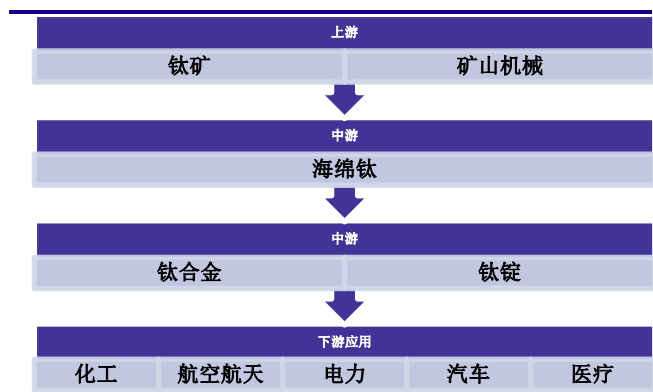 上游
钛矿 矿山机械
中游
海绵钛
中游
钛合金 钛锭
下游应用
化工 航空航天 电力 汽车 医疗